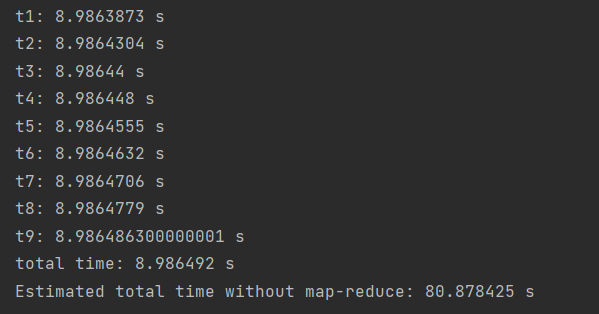 t1: 8.9863873 s
t2: 8.9864304 s
t3: 8.98644 s
t4: 8.986448 s
t5: 8.9864555 s
t6: 8.9864632 s
t7: 8.9864706 s
t8: 8.9864779 s
t9: 8.986486300000001 s
total time: 8.986492 s
Estimated total time without map-reduce: 80.878425 s